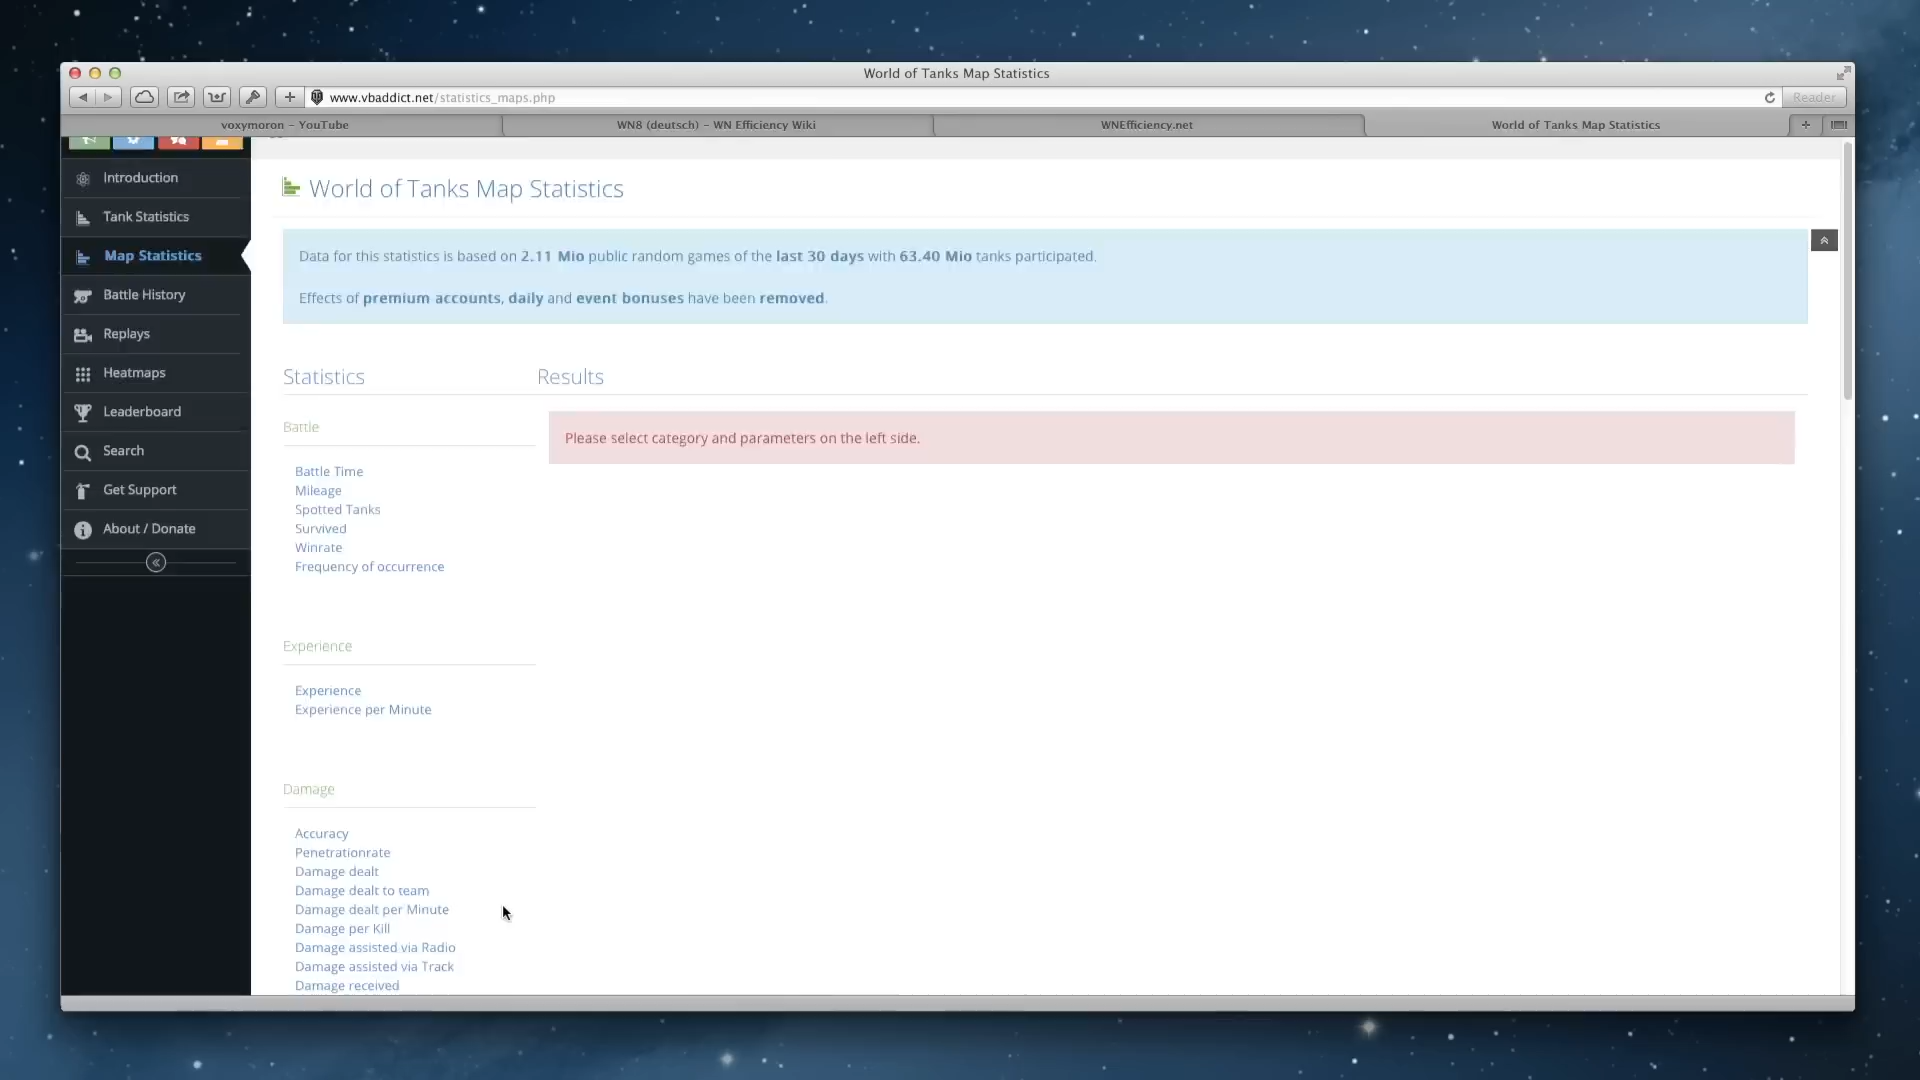 World of Tanks Map Statistics
www.vbaddict.net/statistics_maps.php
Reader
voxymoron – YouTube
WN8 (deutsch) – WN Efficiency Wiki
WNEfficiency.net
World of Tanks Map Statistics
Introduction
Tank Statistics
Map Statistics
Battle History
Replays
Heatmaps
Leaderboard
Search
Get Support
About / Donate
World of Tanks Map Statistics
Data for this statistics is based on 2.11 Mio public random games of the last 30 days with 63.40 Mio tanks participated.
Effects of premium accounts, daily and event bonuses have been removed.
Statistics
Results
Please select category and parameters on the left side.
Battle
Battle Time
Mileage
Spotted Tanks
Survived
Winrate
Frequency of occurrence
Experience
Experience
Experience per Minute
Damage
Accuracy
Penetrationrate
Damage dealt
Damage dealt to team
Damage dealt per Minute
Damage per Kill
Damage assisted via Radio
Damage assisted via Track
Damage received